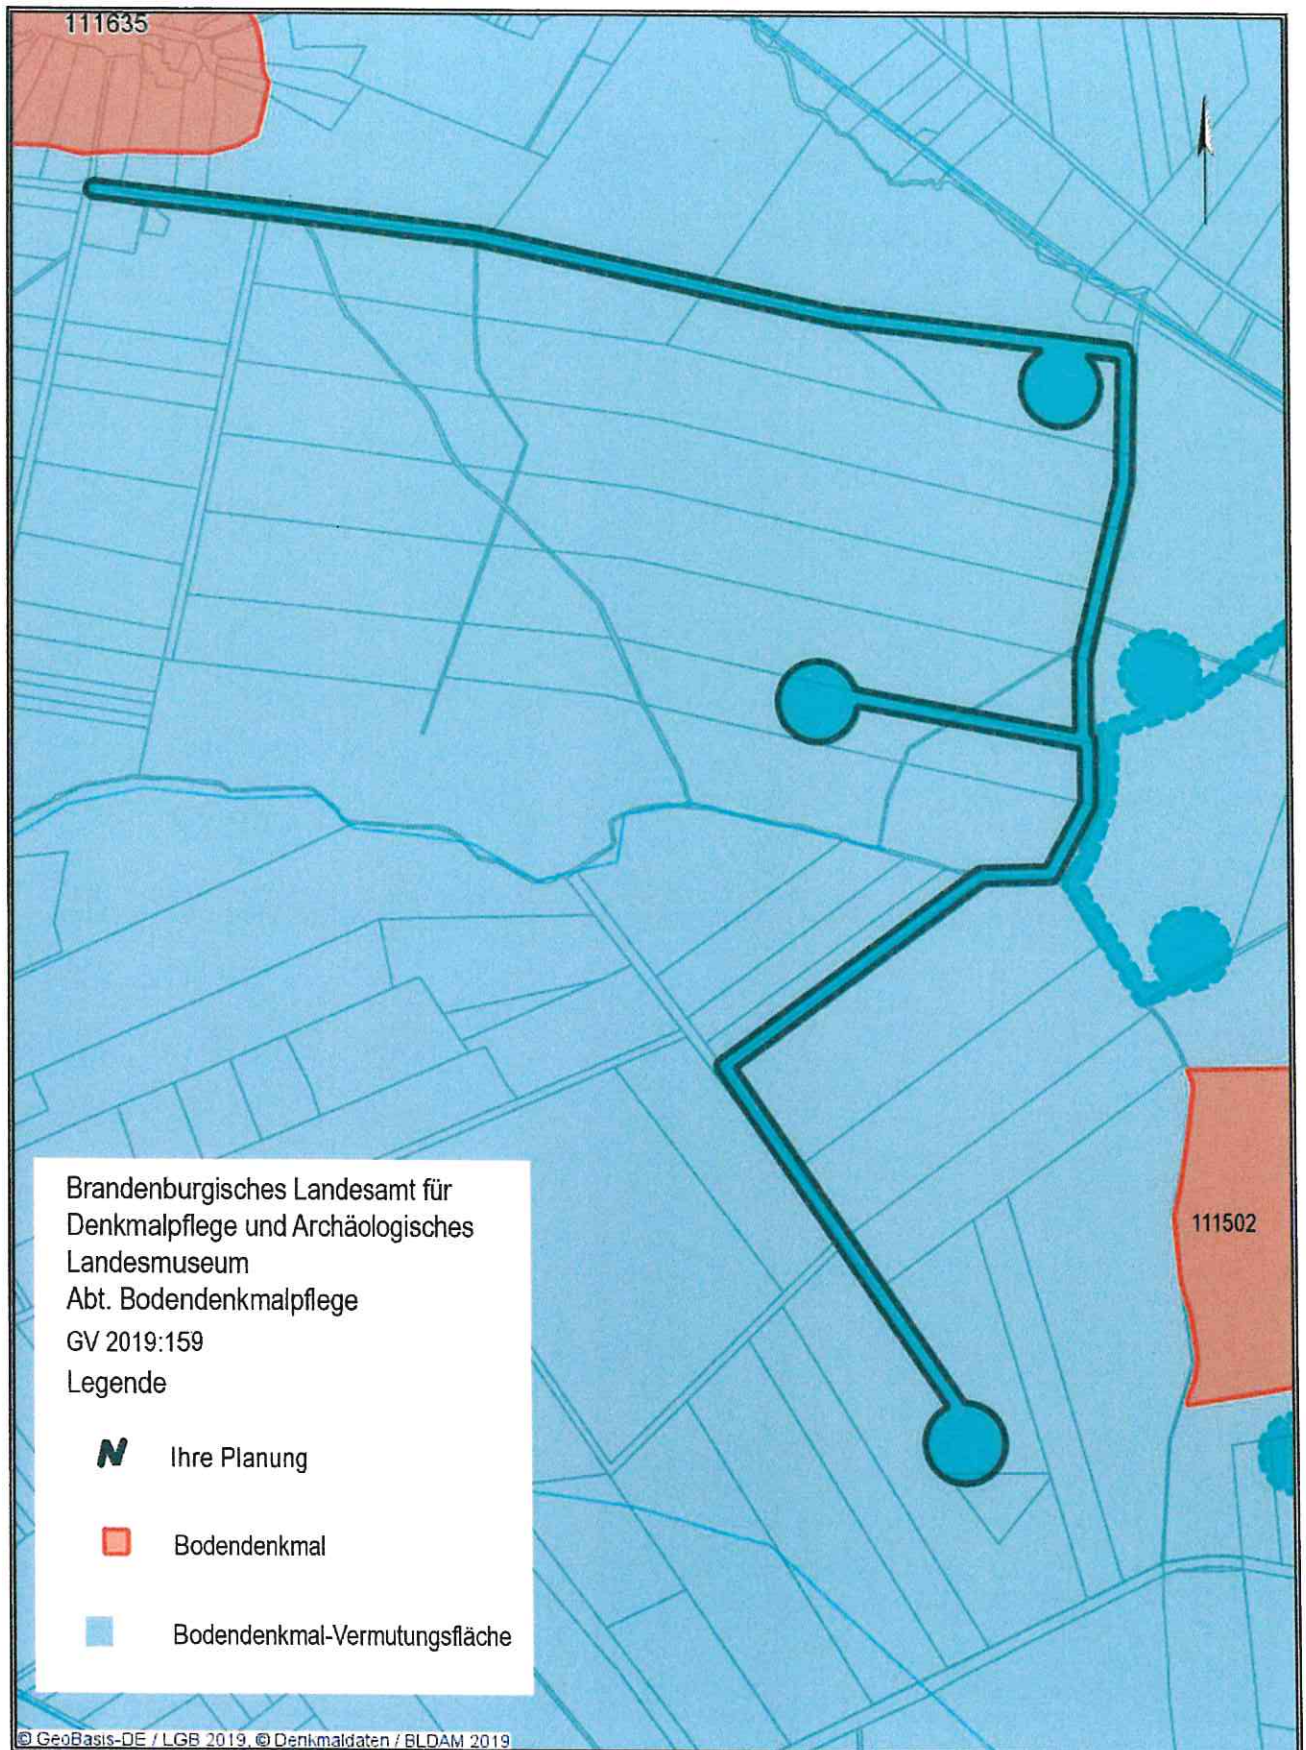 111635
111502
Brandenburgisches Landesamt für
Denkmalpflege und Archäologisches
Landesmuseum
Abt. Bodendenkmalpflege
GV 2019:159
Legende
Ihre Planung
Bodendenkmal
Bodendenkmal-Vermutungsfläche
© GeoBasis-DE / LGB 2019, © Denkmaldaten / BLDAM 2019